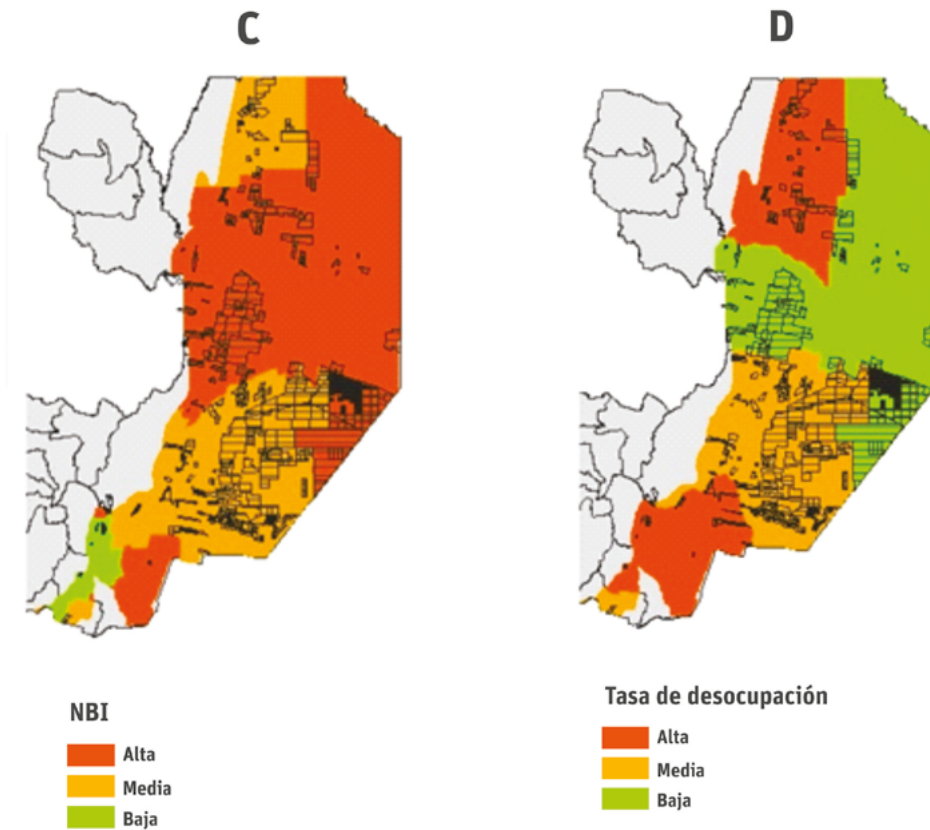 C
D
NBI
Alta
Media
Baja
Tasa de desocupación
Alta
Media
Baja